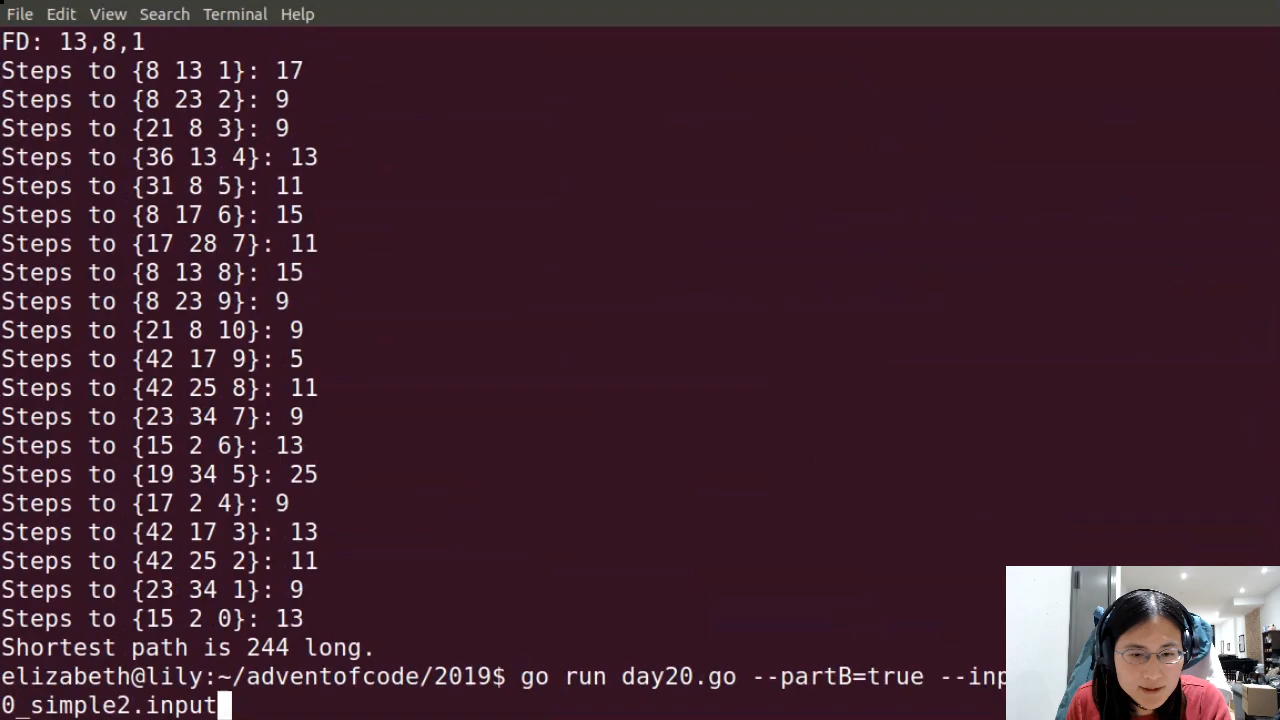 File Edit View Search Terminal Help
FD: 13,8,1
Steps to {8 13 1}: 17
Steps to {8 23 2}: 9
Steps to {21 8 3}: 9
Steps to {36 13 4}: 13
Steps to {31 8 5}: 11
Steps to {8 17 6}: 15
Steps to {17 28 7}: 11
Steps to {8 13 8}: 15
Steps to {8 23 9}: 9
Steps to {21 8 10}: 9
Steps to {42 17 9}: 5
Steps to {42 25 8}: 11
Steps to {23 34 7}: 9
Steps to {15 2 6}: 13
Steps to {19 34 5}: 25
Steps to {17 2 4}: 9
Steps to {42 17 3}: 13
Steps to {42 25 2}: 11
Steps to {23 34 1}: 9
Steps to {15 2 0}: 13
Shortest path is 244 long.
elizabeth@lily:~/adventofcode/2019$ go run day20.go --partB=true --inp
0_simple2.input